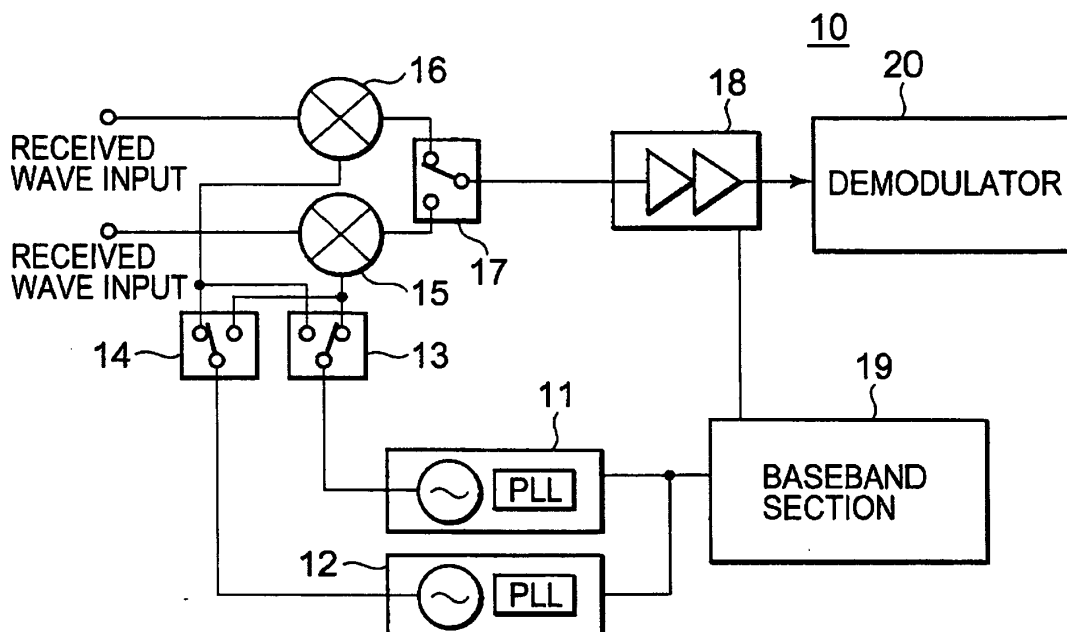 10
16
18
20
RECEIVED
WAVE INPUT
DEMODULATOR
17
RECEIVED
WAVE INPUT
15
14
13
11
19
PLL
BASEBAND
SECTION
12
PLL